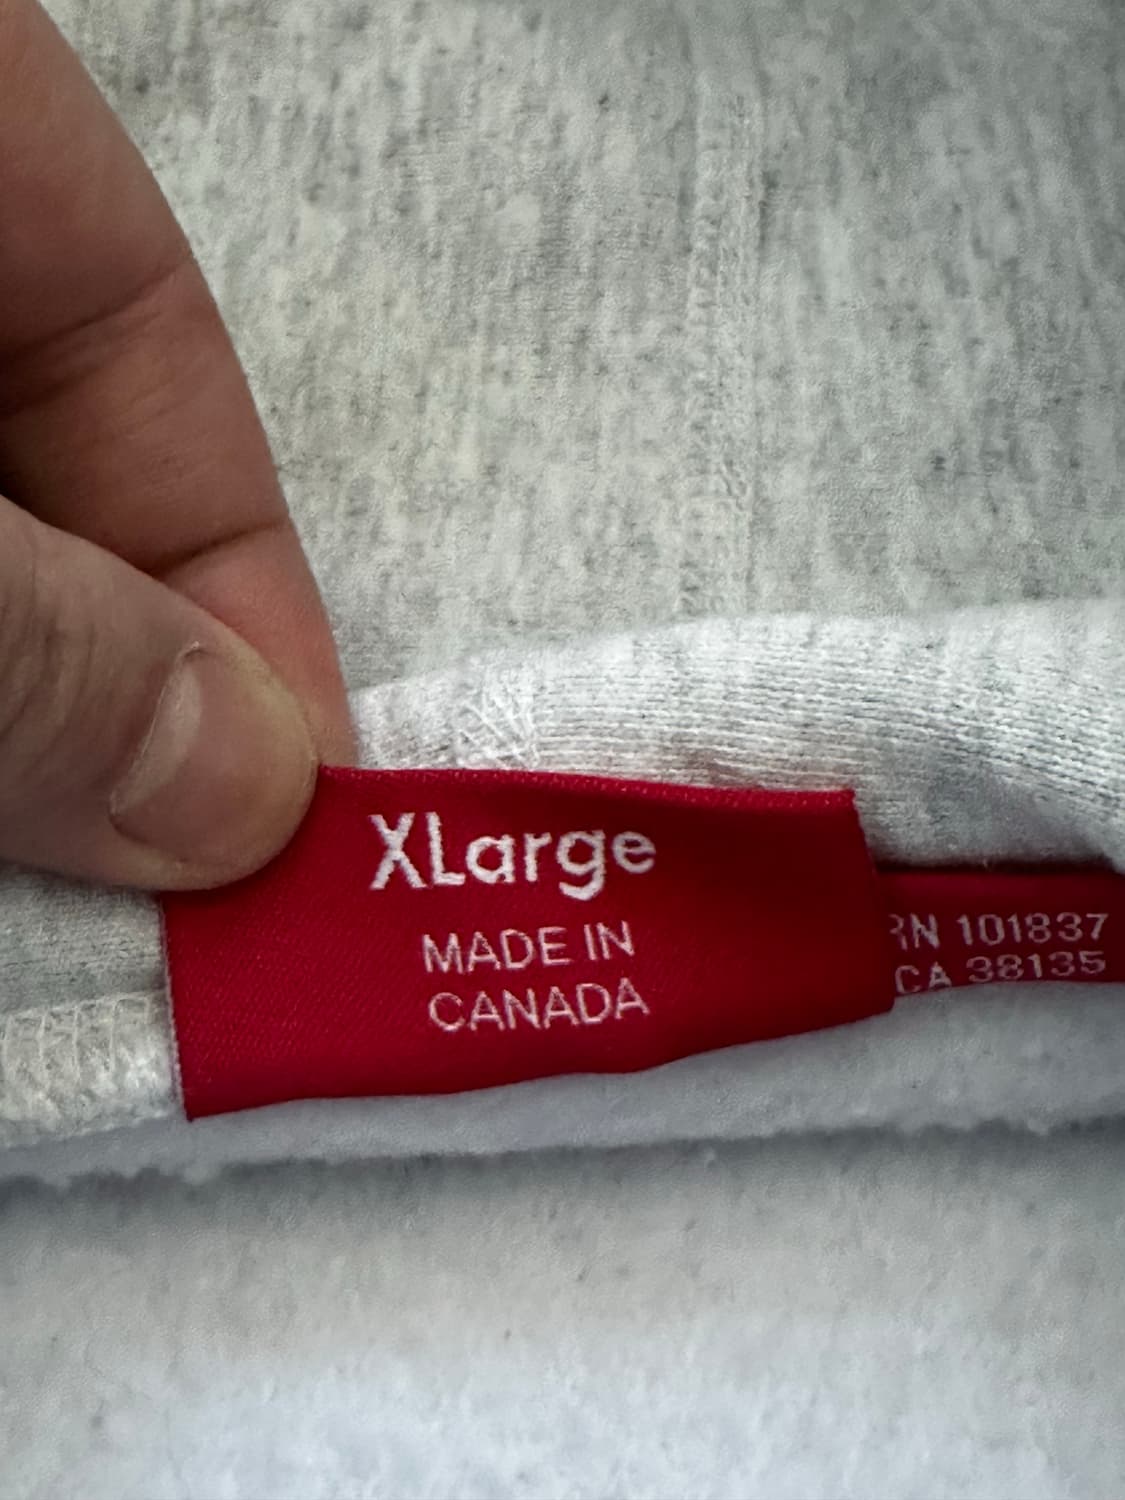 XLarge
MADE IN
CANADA
RN 101837
CA 38135